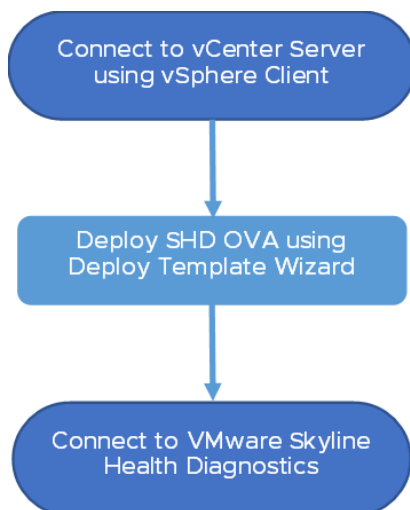 Connect to vCenter Server
using vSphere Client
Deploy SHD OVA using
Deploy Template Wizard
Connect to VMware Skyline
Health Diagnostics